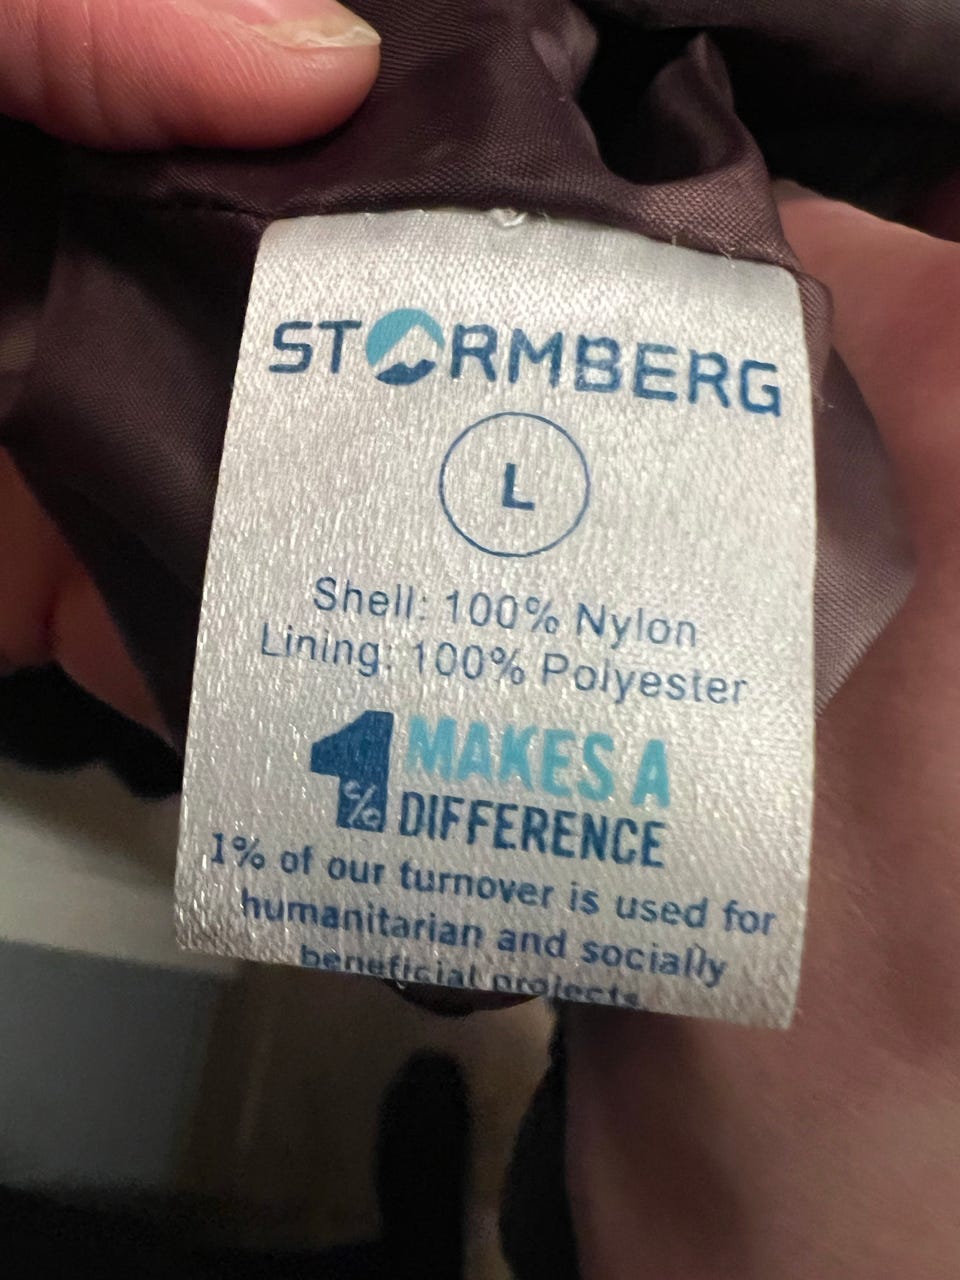 STORMBERG
L
Shell: 100% Nylon
Lining: 100% Polyester
1% MAKES A
DIFFERENCE
1% of our turnover is used for
humanitarian and socially
beneficial projects